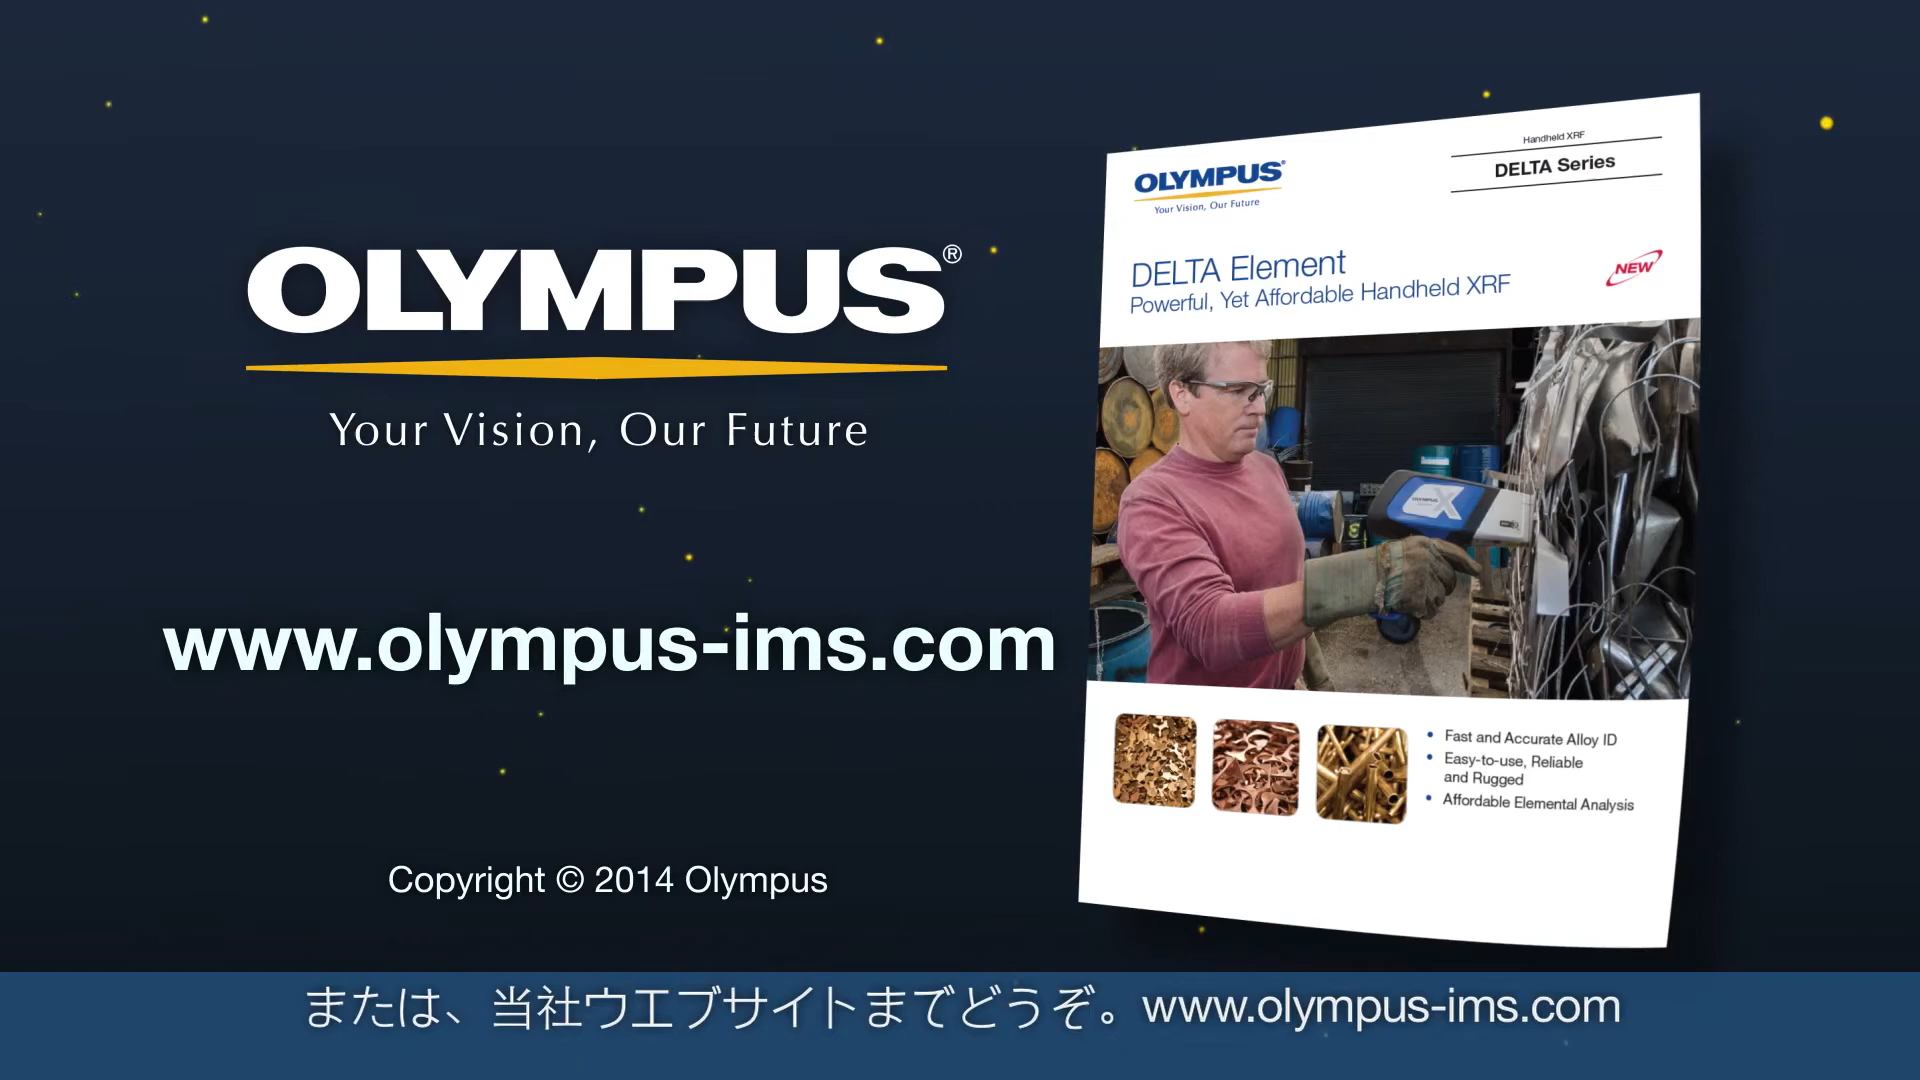 OLYMPUS®
Your Vision, Our Future
www.olympus-ims.com
Copyright © 2014 Olympus
OLYMPUS®
Your Vision, Our Future
Handheld XRF
DELTA Series
DELTA Element
Powerful, Yet Affordable Handheld XRF
NEW
OLYMPUS
X
• Fast and Accurate Alloy ID
• Easy-to-use, Reliable
and Rugged
• Affordable Elemental Analysis
または、当社ウエブサイトまでどうぞ。www.olympus-ims.com